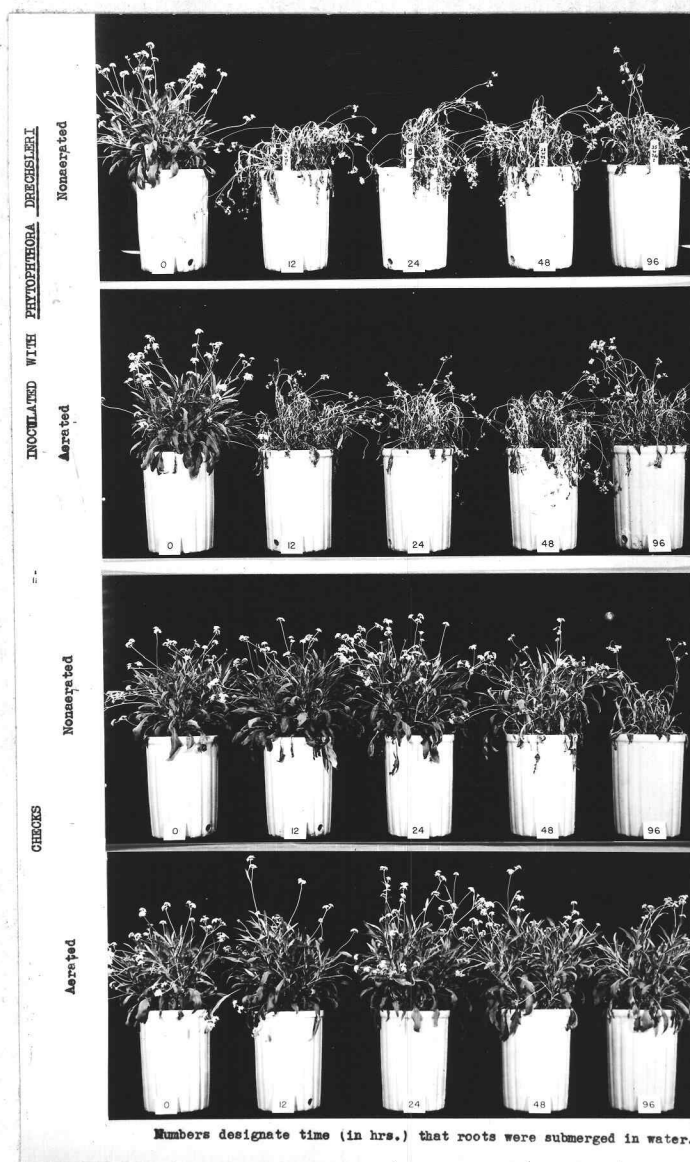 INOCULATED WITH PHYTOPHTHORA DRECHSLERI
Nonaerated
0 12 24 48 96
Aerated
0 12 24 48 96
CHECKS
Nonaerated
0 12 24 48 96
Aerated
0 12 24 48 96
Numbers designate time (in hrs.) that roots were submerged in water.